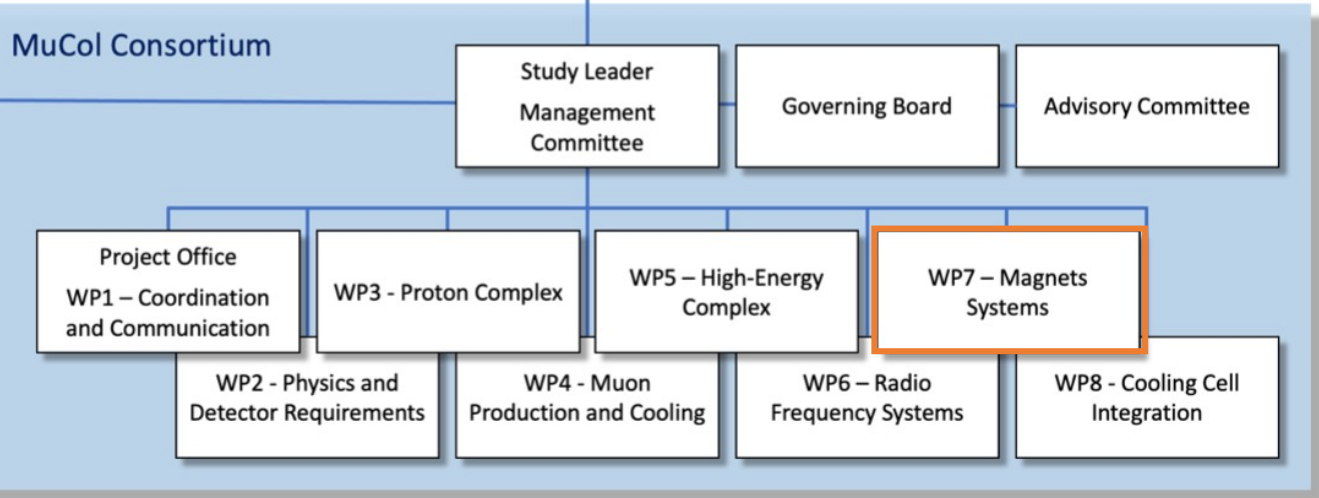 MuCol Consortium
Study Leader
Management
Committee
Governing Board
Advisory Committee
Project Office
WP1 – Coordination
and Communication
WP3 - Proton Complex
WP5 – High-Energy
Complex
WP7 – Magnets
Systems
WP2 - Physics and
Detector Requirements
WP4 - Muon
Production and Cooling
WP6 – Radio
Frequency Systems
WP8 - Cooling Cell
Integration